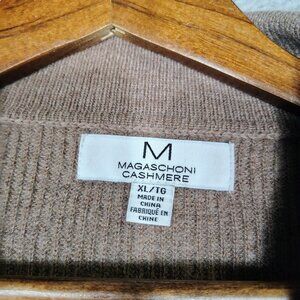 M
MAGASCHONI
CASHMERE
XL/TG
MADE IN
CHINA
FABRIQUÉ EN
CHINE